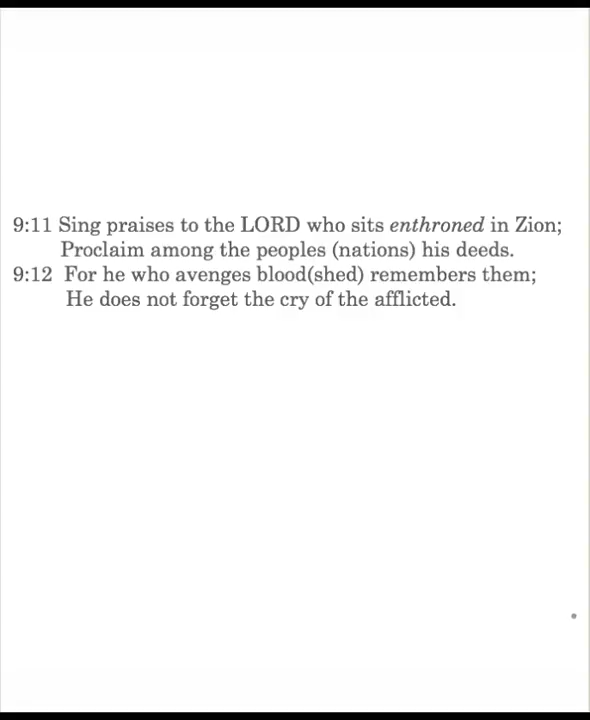 9:11 Sing praises to the LORD who sits enthroned in Zion;
Proclaim among the peoples (nations) his deeds.
9:12 For he who avenges blood(shed) remembers them;
He does not forget the cry of the afflicted.